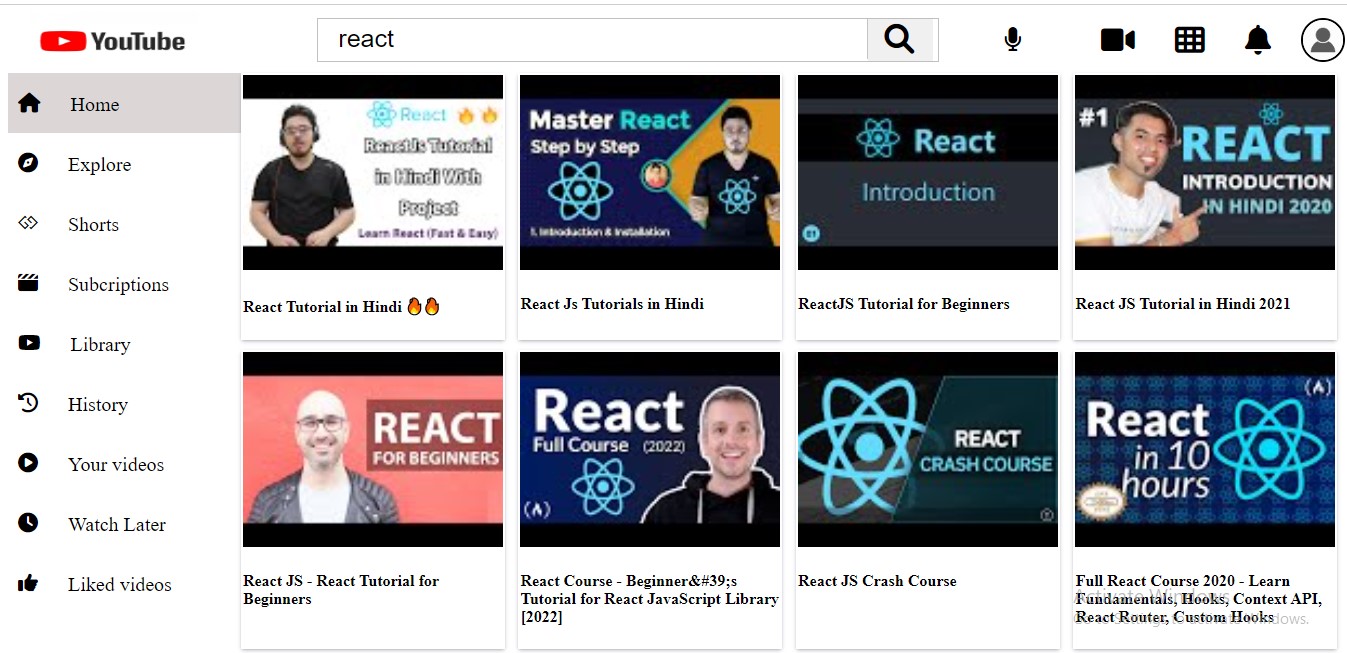 YouTube
react
Home
Explore
Shorts
Subcriptions
Library
History
Your videos
Watch Later
Liked videos
React 🔥🔥
ReactJs Tutorial
in Hindi With
Project
Learn React (Fast & Easy)
React Tutorial in Hindi 🔥🔥
Master React
Step by Step
1. Introduction & Installation
React Js Tutorials in Hindi
React
Introduction
ReactJS Tutorial for Beginners
#1
REACT
INTRODUCTION
IN HINDI 2020
React JS Tutorial in Hindi 2021
REACT
FOR BEGINNERS
React JS - React Tutorial for
Beginners
React
Full Course (2022)
(A)
React Course - Beginner&#39;s
Tutorial for React JavaScript Library
[2022]
REACT
CRASH COURSE
React JS Crash Course
(A)
React
in 10
hours
Full React Course 2020 - Learn
Fundamentals, Hooks, Context API,
React Router, Custom Hooks
Activate Windows
Go to Settings to activate Windows.